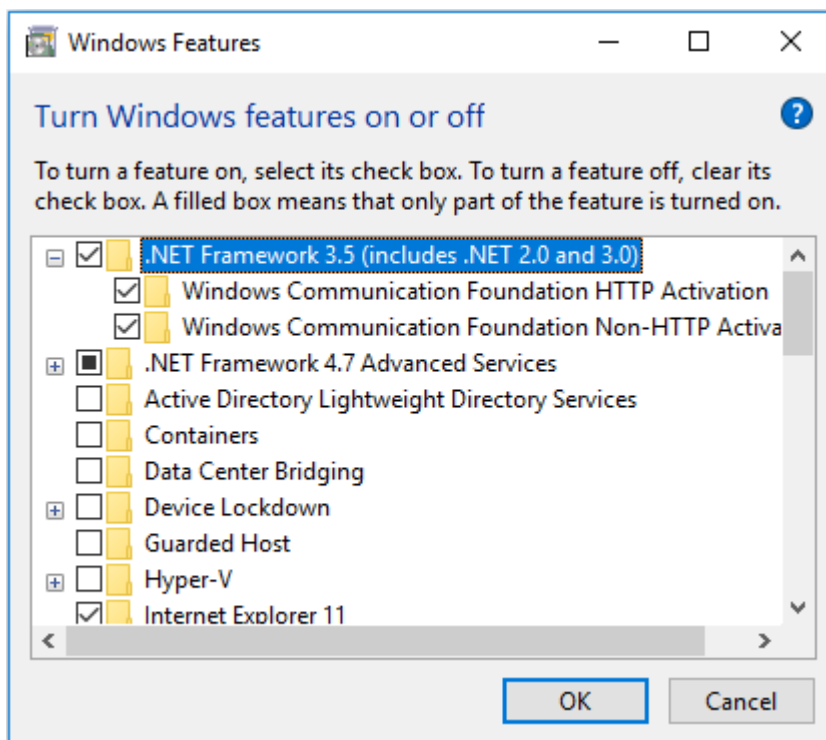 Windows Features
Turn Windows features on or off
To turn a feature on, select its check box. To turn a feature off, clear its
check box. A filled box means that only part of the feature is turned on.
.NET Framework 3.5 (includes .NET 2.0 and 3.0)
Windows Communication Foundation HTTP Activation
Windows Communication Foundation Non-HTTP Activa
.NET Framework 4.7 Advanced Services
Active Directory Lightweight Directory Services
Containers
Data Center Bridging
Device Lockdown
Guarded Host
Hyper-V
Internet Explorer 11
OK Cancel